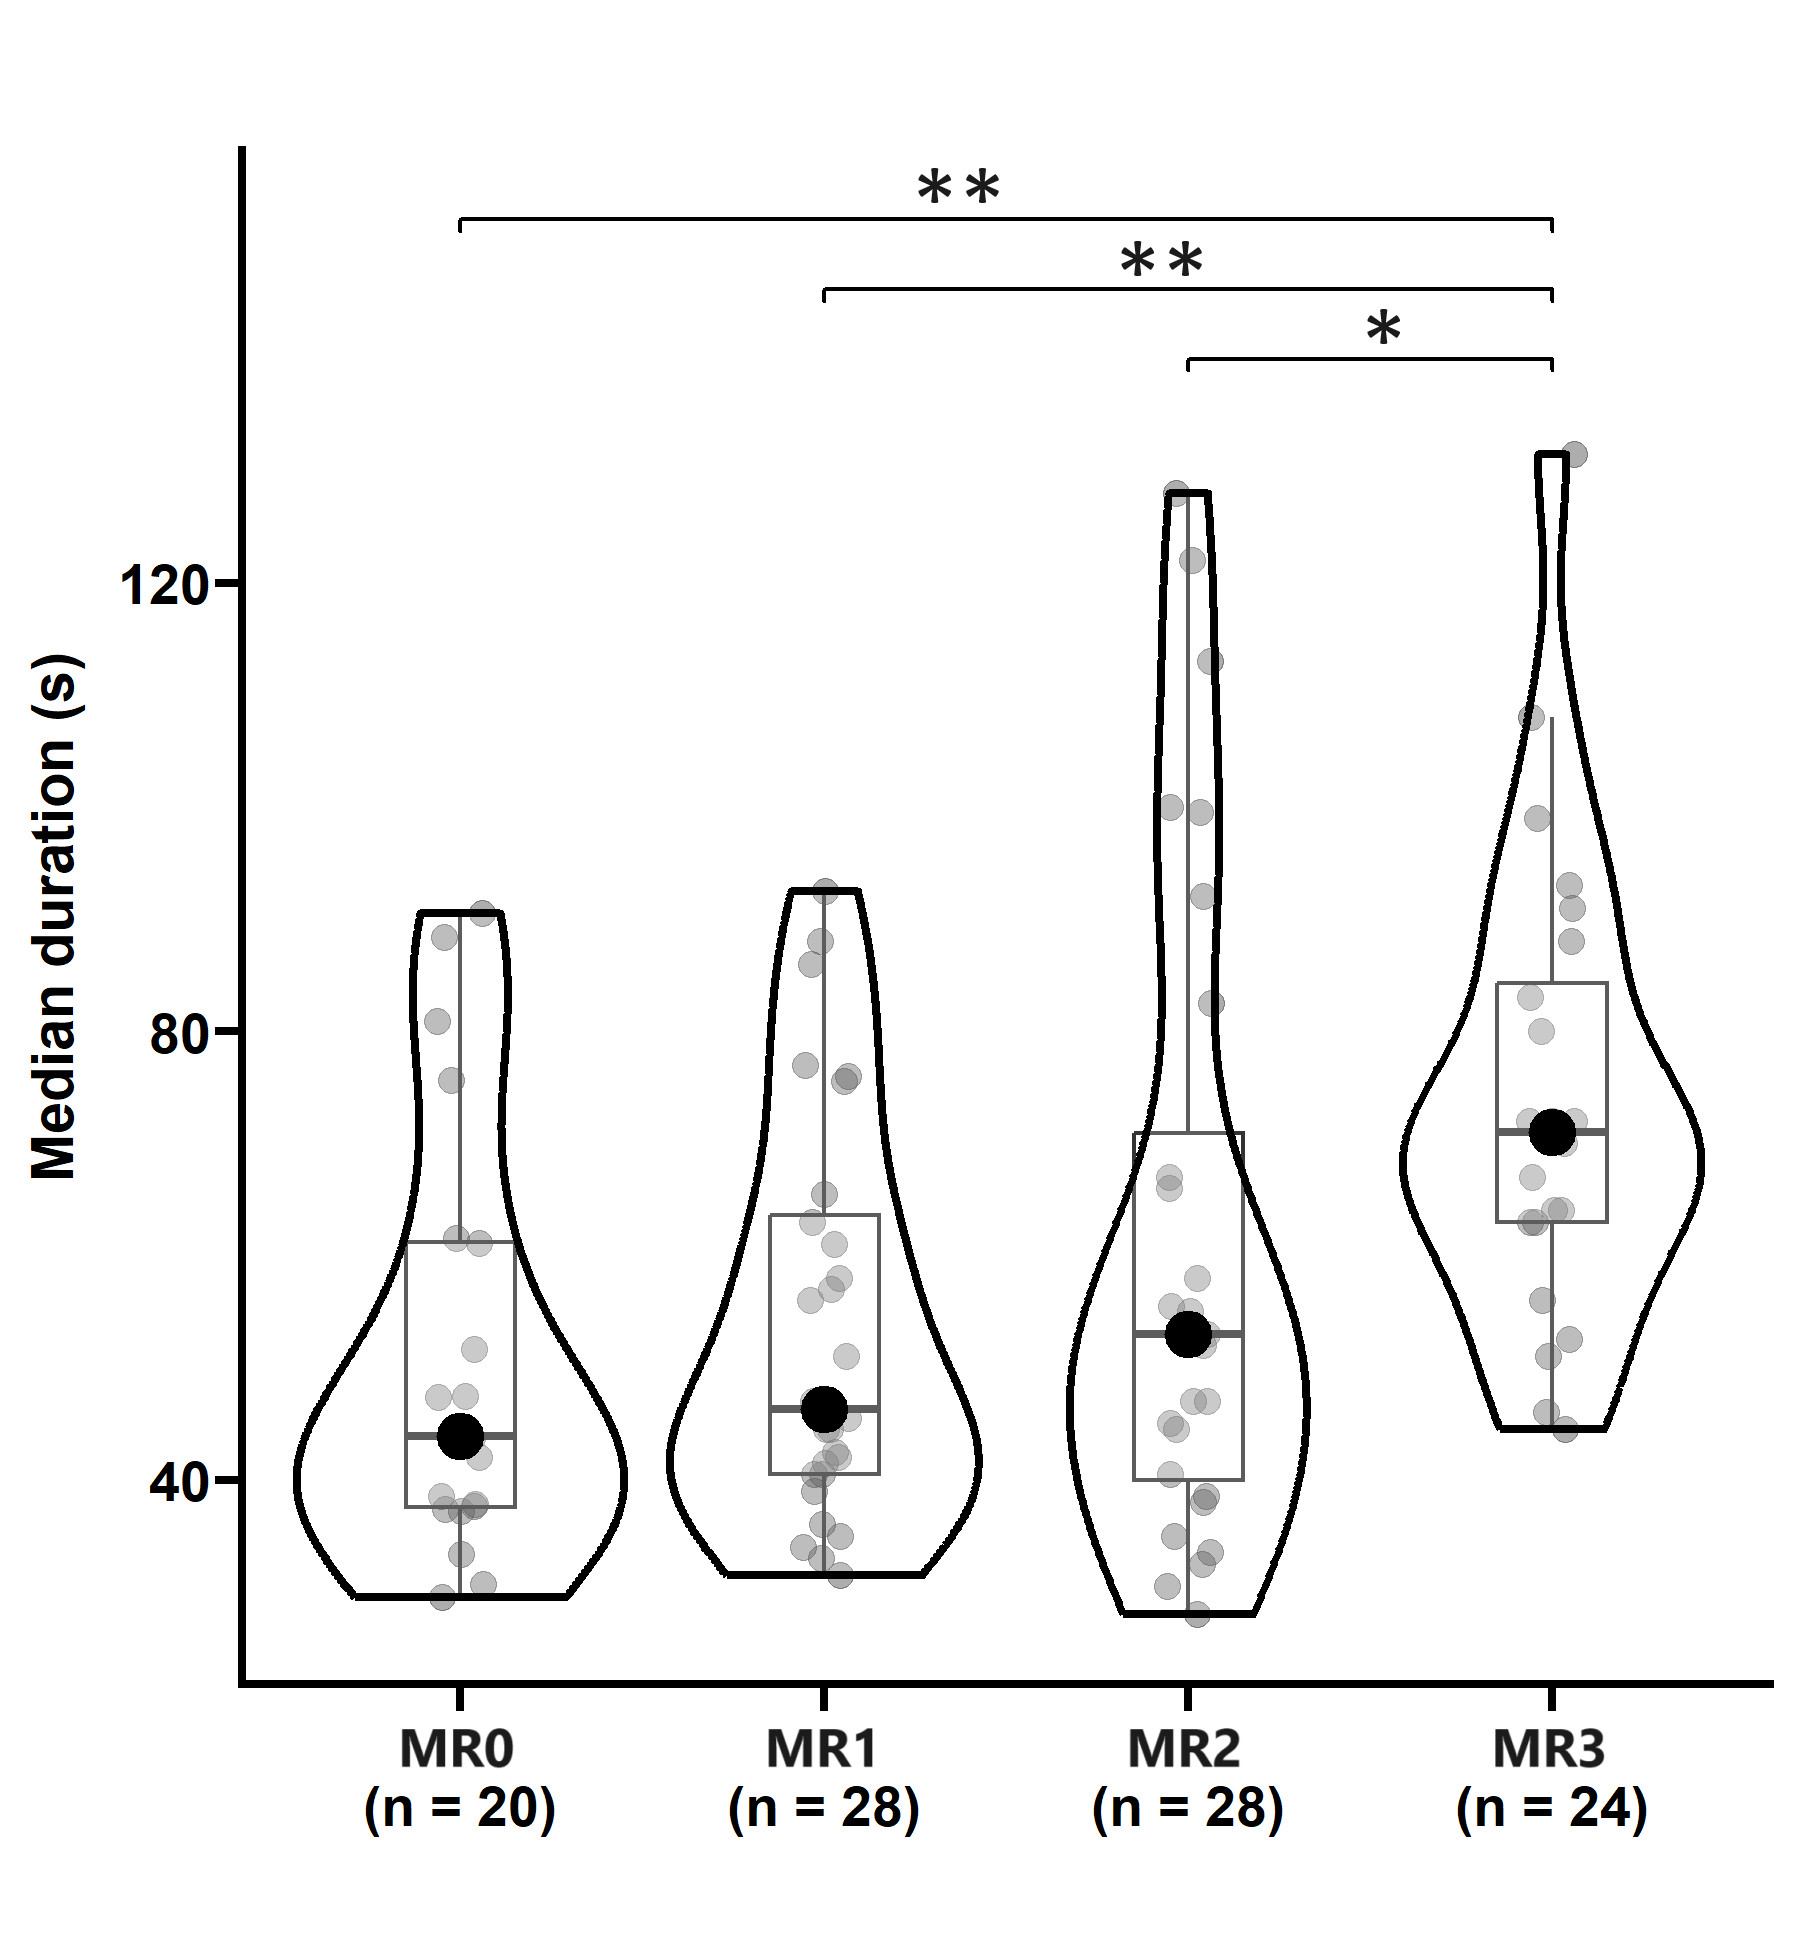 **
**
*
120
80
40
Median duration (s)
MR0 MR1 MR2 MR3
(n = 20) (n = 28) (n = 28) (n = 24)